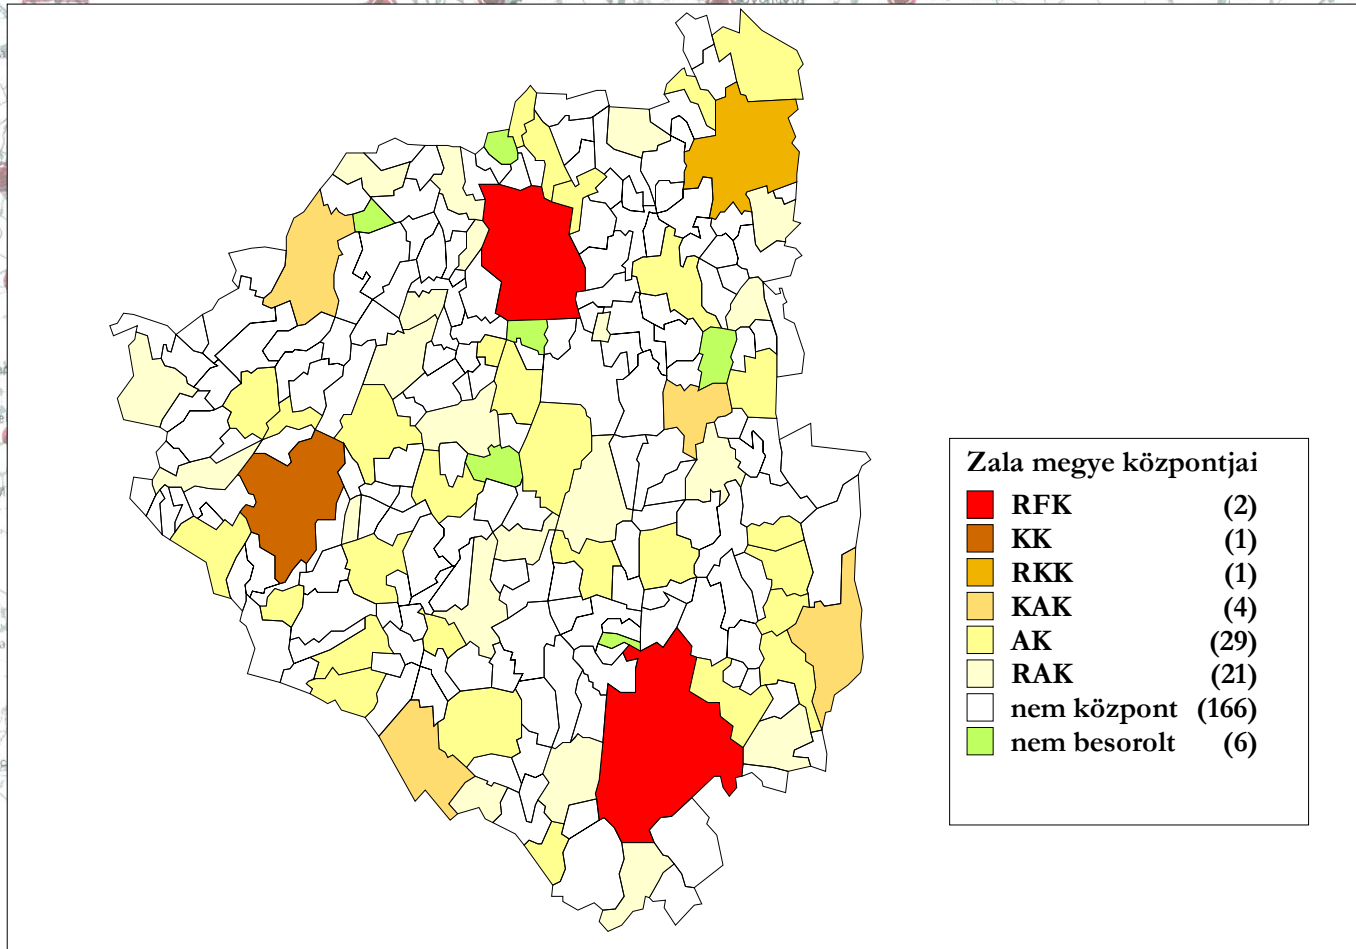 Zala megye központjai
RFK (2)
KK (1)
RKK (1)
KAK (4)
AK (29)
RAK (21)
nem központ (166)
nem besorolt (6)